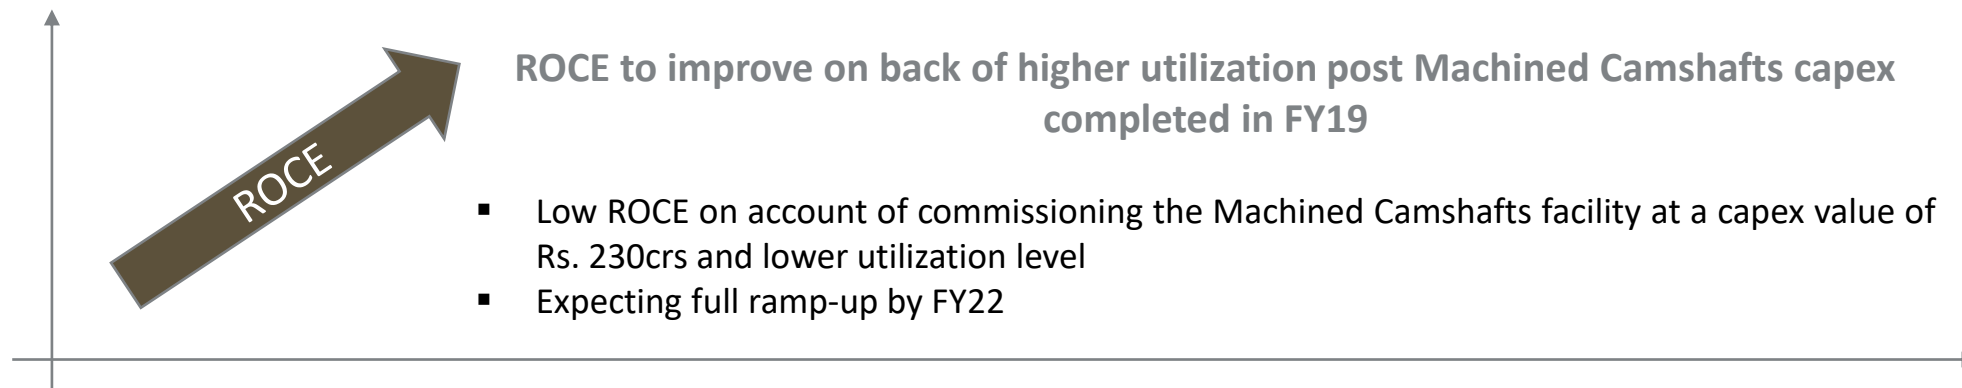 ROCE to improve on back of higher utilization post Machined Camshafts capex
completed in FY19
ROCE
▪ Low ROCE on account of commissioning the Machined Camshafts facility at a capex value of
Rs. 230crs and lower utilization level
▪ Expecting full ramp-up by FY22